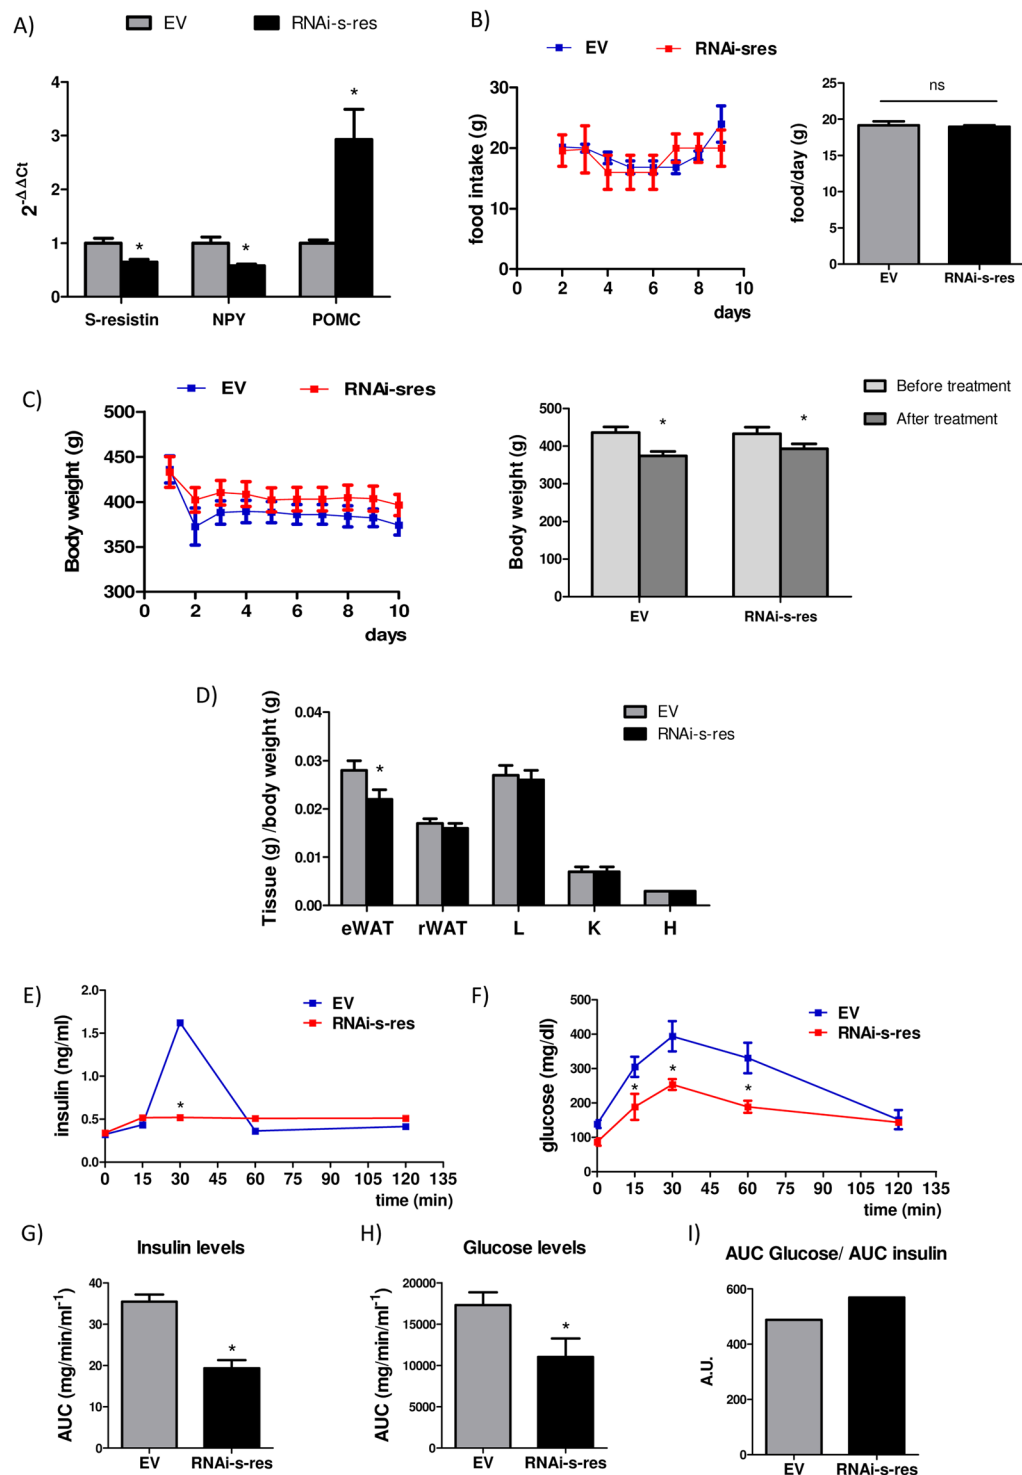 A)
EV
RNAi-s-res
4
3
2
1
0
2-ΔΔCt
*
*
*
S-resistin
NPY
POMC
B)
EV
RNAi-sres
30
20
10
0
food intake (g)
0
2
4
6
8
10
days
25
20
15
10
5
0
food/day (g)
ns
EV
RNAi-s-res
C)
EV
RNAi-sres
500
450
400
350
300
Body weight (g)
0
2
4
6
8
10
days
Before treatment
After treatment
500
400
300
200
100
0
Body weight (g)
*
*
EV
RNAi-s-res
D)
EV
RNAi-s-res
0.04
0.03
0.02
0.01
0.00
Tissue (g) /body weight (g)
*
eWAT
rWAT
L
K
H
E)
EV
RNAi-s-res
2.0
1.5
1.0
0.5
0.0
insulin (ng/ml)
*
0
15
30
45
60
75
90
105
120
135
time (min)
F)
EV
RNAi-s-res
500
400
300
200
100
0
glucose (mg/dl)
*
*
*
0
15
30
45
60
75
90
105
120
135
time (min)
G)
Insulin levels
40
30
20
10
0
AUC (mg/min/ml-1)
*
EV
RNAi-s-res
H)
Glucose levels
20000
15000
10000
5000
0
AUC (mg/min/ml-1)
*
EV
RNAi-s-res
I)
AUC Glucose/ AUC insulin
600
400
200
0
A.U.
EV
RNAi-s-res